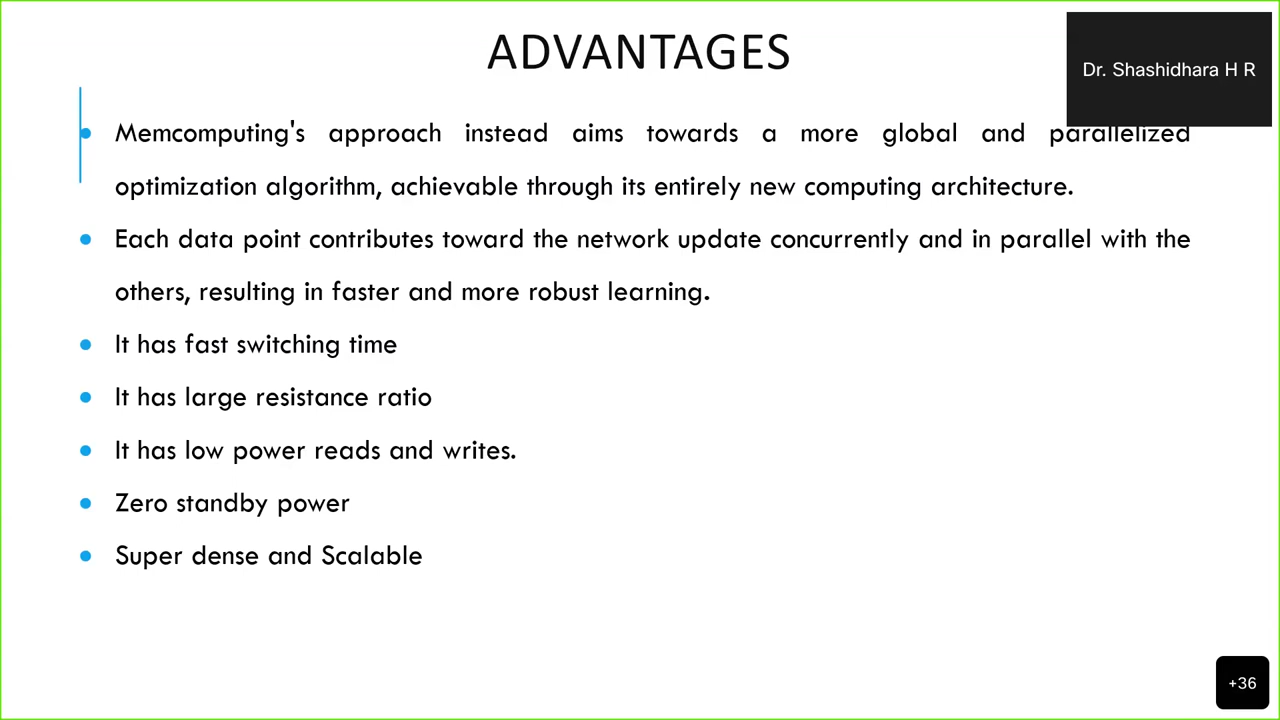 ADVANTAGES
Dr. Shashidhara H R
Memcomputing's approach instead aims towards a more global and parallelized
optimization algorithm, achievable through its entirely new computing architecture.
Each data point contributes toward the network update concurrently and in parallel with the
others, resulting in faster and more robust learning.
It has fast switching time
It has large resistance ratio
It has low power reads and writes.
Zero standby power
Super dense and Scalable
+36